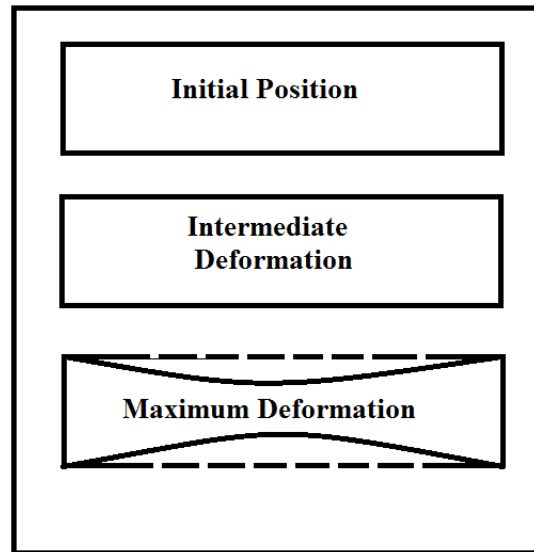 Initial Position
Intermediate
Deformation
Maximum Deformation